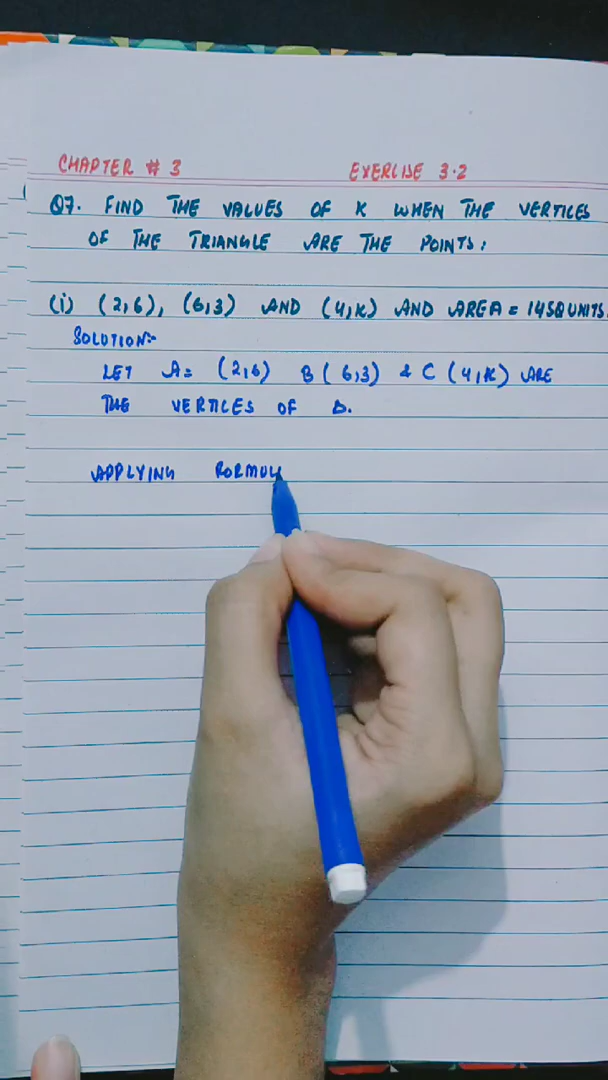 CHAPTER # 3 EXERCISE 3.2
Q7. FIND THE VALUES OF K WHEN THE VERTICES
OF THE TRIANGLE ARE THE POINTS:
(i) (2,6), (6,3) AND (4,K) AND AREA = 14SQ UNITS.
SOLUTION:-
LET A= (2,6) B (6,3) & C (4,K) ARE
THE VERTICES OF Δ.
APPLYING FORMUL